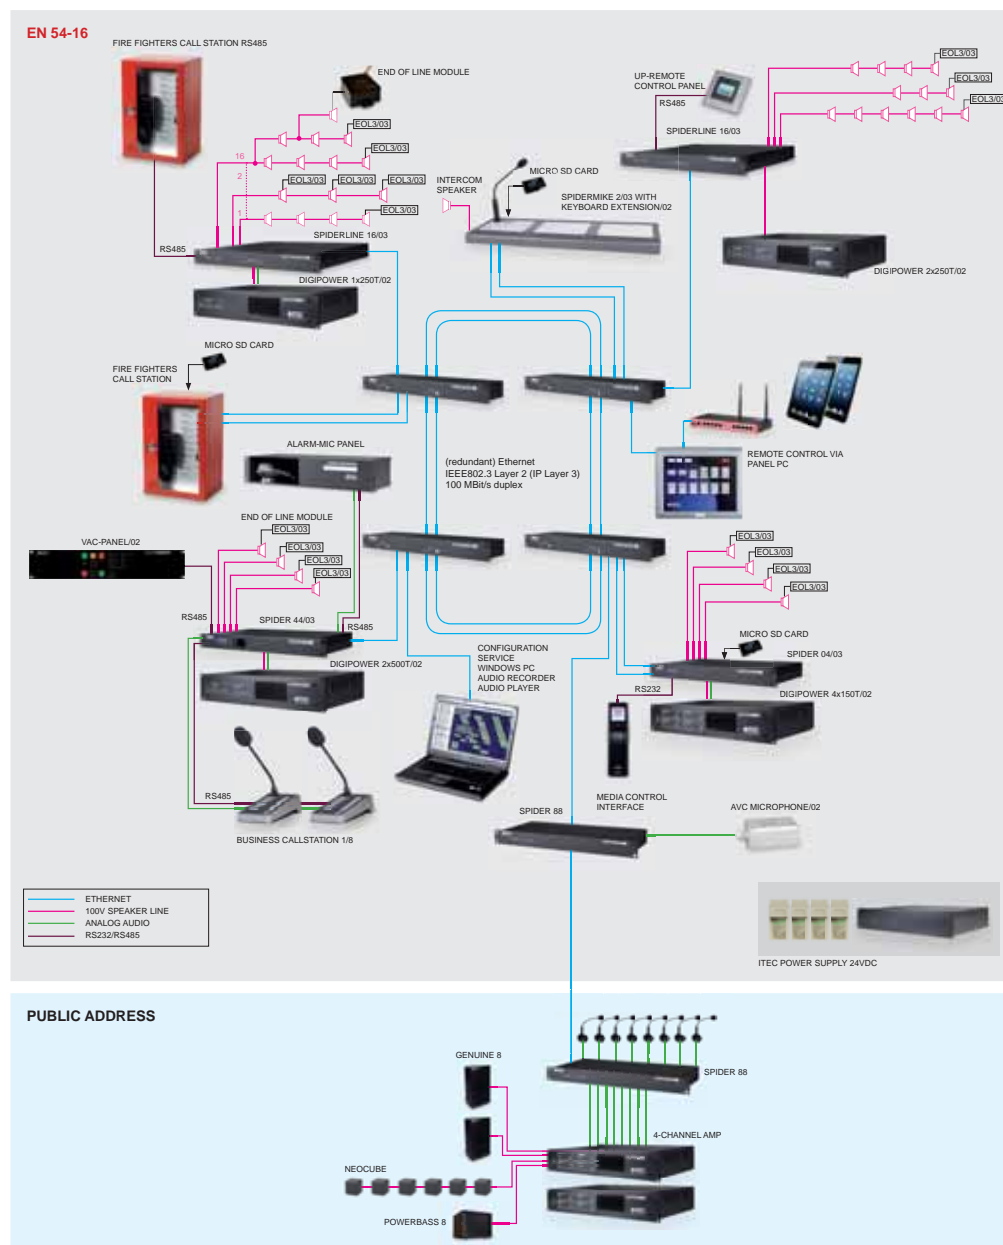 EN 54-16
FIRE FIGHTERS CALL STATION RS485
END OF LINE MODULE
EOL3/03
16
EOL3/03
2
EOL3/03
EOL3/03
EOL3/03
1
EOL3/03
SPIDERLINE 16/03
RS485
DIGIPOWER 1x250T/02
INTERCOM
SPEAKER
MICRO SD CARD
SPIDERMIKE 2/03 WITH
KEYBOARD EXTENSION/02
UP-REMOTE
CONTROL PANEL
RS485
SPIDERLINE 16/03
EOL3/03
EOL3/03
EOL3/03
DIGIPOWER 2x250T/02
MICRO SD CARD
FIRE FIGHTERS
CALL STATION
ALARM-MIC PANEL
(redundant) Ethernet
IEEE802.3 Layer 2 (IP Layer 3)
100 MBit/s duplex
REMOTE CONTROL VIA
PANEL PC
END OF LINE MODULE
EOL3/03
EOL3/03
EOL3/03
EOL3/03
VAC-PANEL/02
RS485
SPIDER 44/03
RS485
DIGIPOWER 2x500T/02
EOL3/03
EOL3/03
EOL3/03
EOL3/03
MICRO SD CARD
SPIDER 04/03
RS232
DIGIPOWER 4x150T/02
CONFIGURATION
SERVICE
WINDOWS PC
AUDIO RECORDER
AUDIO PLAYER
RS485
BUSINESS CALLSTATION 1/8
MEDIA CONTROL
INTERFACE
SPIDER 88
AVC MICROPHONE/02
ETHERNET
100V SPEAKER LINE
ANALOG AUDIO
RS232/RS485
ITEC POWER SUPPLY 24VDC
PUBLIC ADDRESS
GENUINE 8
SPIDER 88
4-CHANNEL AMP
NEOCUBE
POWERBASS 8